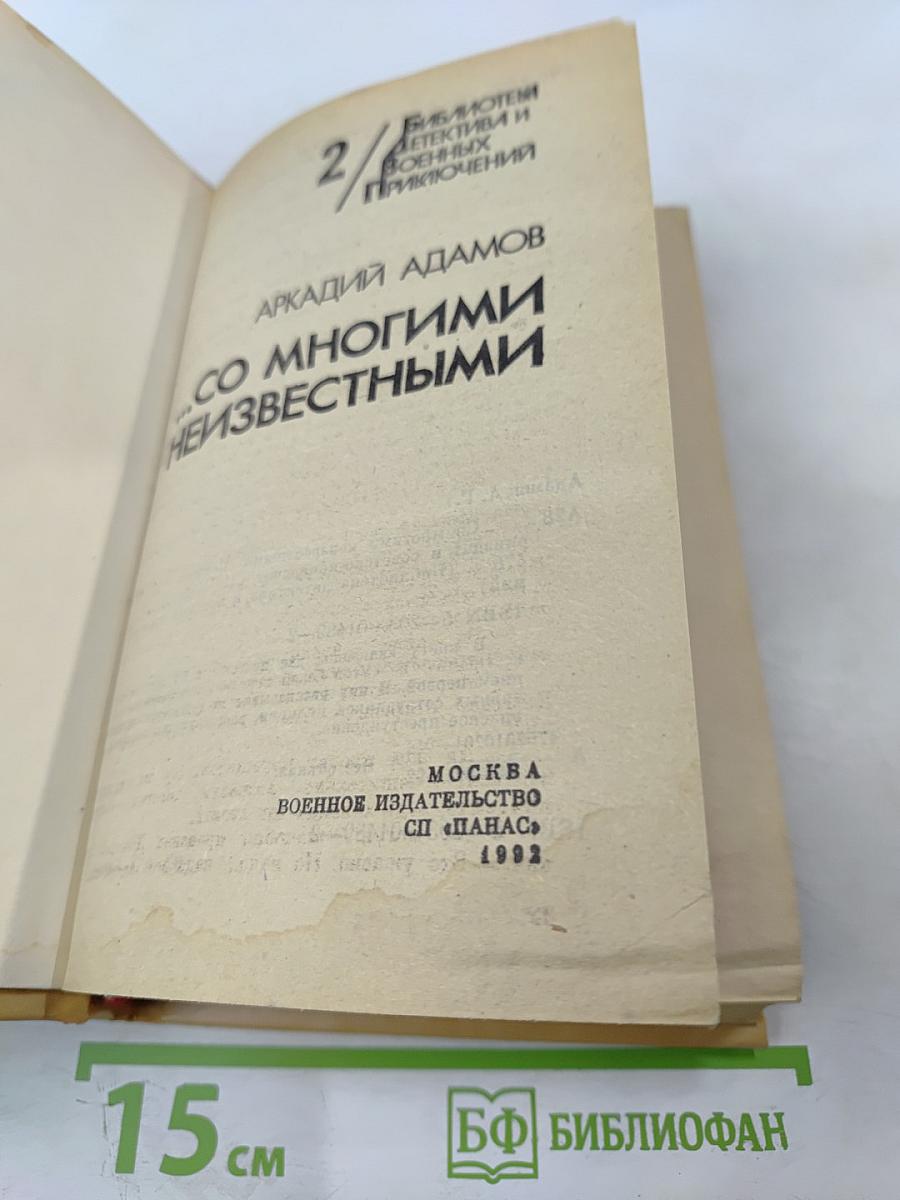 2/
БИБЛИОТЕКА
ДЕТЕКТИВА И
ВОЕННЫХ
ПРИКЛЮЧЕНИЙ
АРКАДИЙ АДАМОВ
...СО МНОГИМИ
НЕИЗВЕСТНЫМИ
МОСКВА
ВОЕННОЕ ИЗДАТЕЛЬСТВО
СП «ПАНАС»
1992
15 см
БФ БИБЛИОФАН